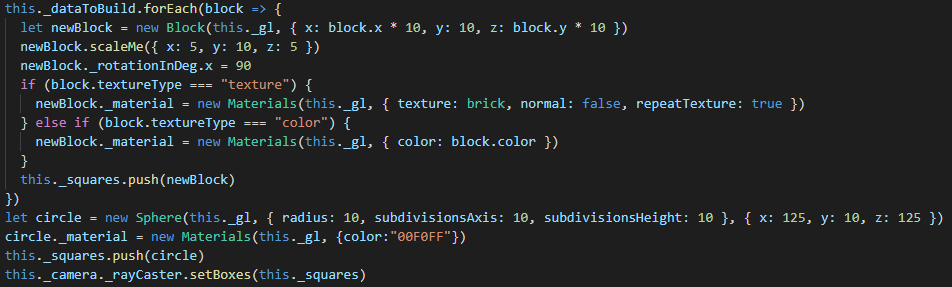 this._dataToBuild.forEach(block => {
  let newBlock = new Block(this._gl, { x: block.x * 10, y: 10, z: block.y * 10 })
  newBlock.scaleMe({ x: 5, y: 10, z: 5 })
  newBlock._rotationInDeg.x = 90
  if (block.textureType === "texture") {
    newBlock._material = new Materials(this._gl, { texture: brick, normal: false, repeatTexture: true })
  } else if (block.textureType === "color") {
    newBlock._material = new Materials(this._gl, { color: block.color })
  }
  this._squares.push(newBlock)
})
let circle = new Sphere(this._gl, { radius: 10, subdivisionsAxis: 10, subdivisionsHeight: 10 }, { x: 125, y: 10, z: 125 })
circle._material = new Materials(this._gl, {color:"00F0FF"})
this._squares.push(circle)
this._camera._rayCaster.setBoxes(this._squares)